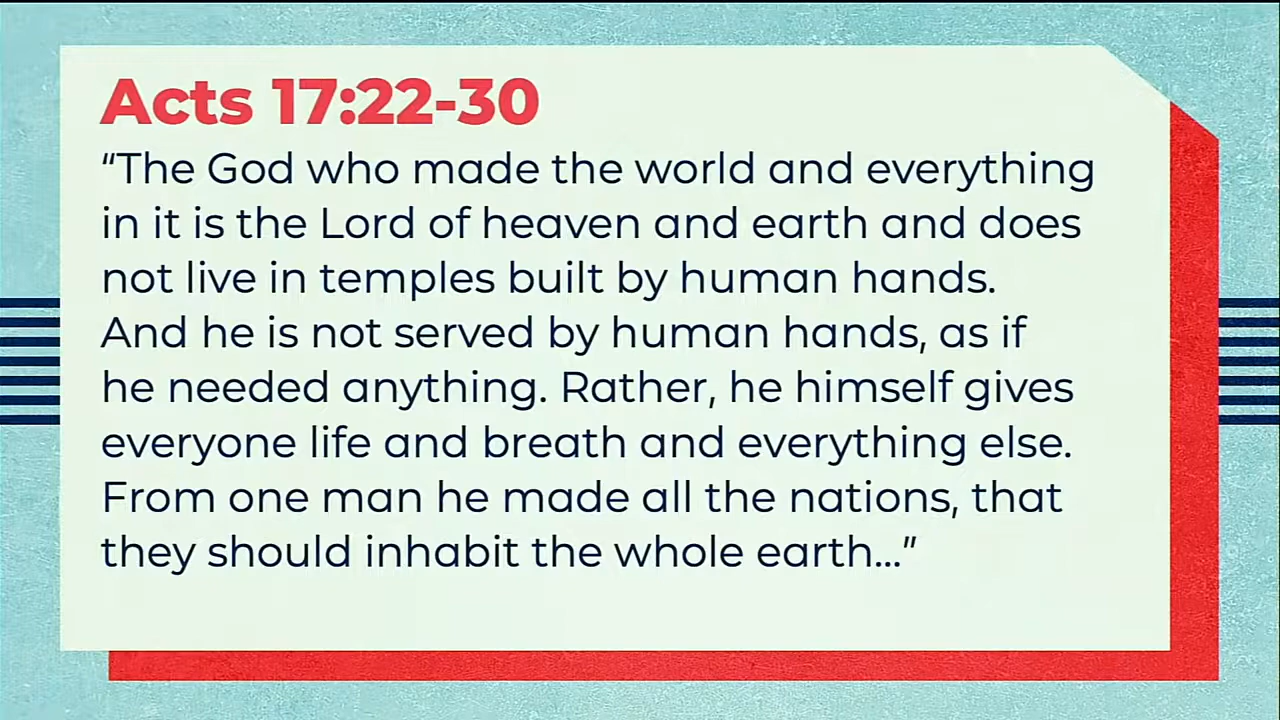 Acts 17:22-30
“The God who made the world and everything
in it is the Lord of heaven and earth and does
not live in temples built by human hands.
And he is not served by human hands, as if
he needed anything. Rather, he himself gives
everyone life and breath and everything else.
From one man he made all the nations, that
they should inhabit the whole earth...”